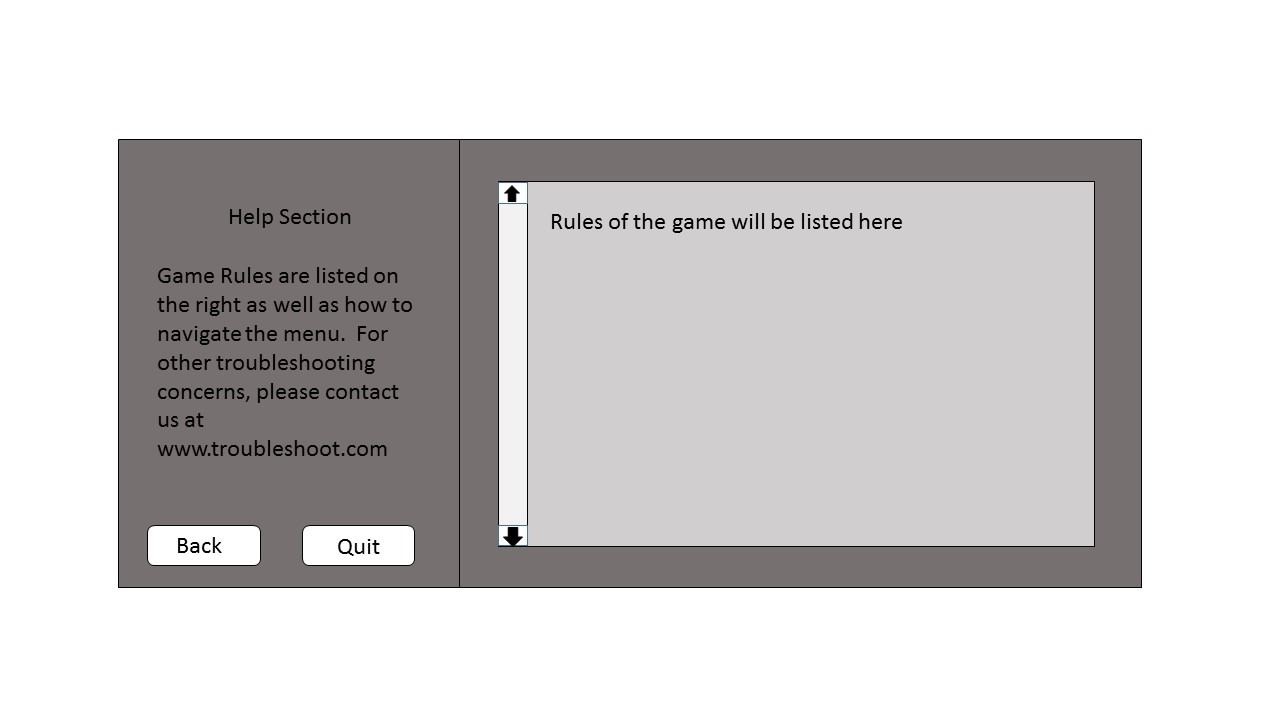 Help Section
Game Rules are listed on
the right as well as how to
navigate the menu.  For
other troubleshooting
concerns, please contact
us at
www.troubleshoot.com
Back
Quit
Rules of the game will be listed here